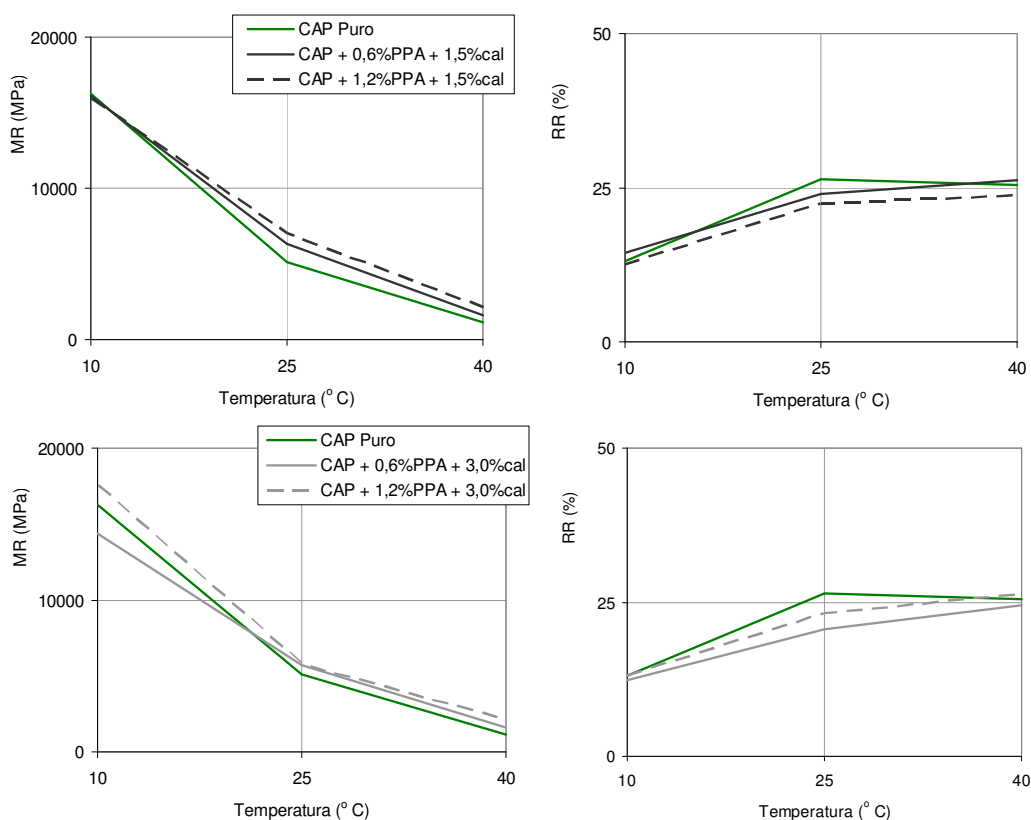 CAP Puro
CAP + 0,6%PPA + 1,5%cal
CAP + 1,2%PPA + 1,5%cal
MR (MPa)
20000
10000
0
10 25 40
Temperatura (° C)
RR (%)
50
25
0
10 25 40
Temperatura (° C)
CAP Puro
CAP + 0,6%PPA + 3,0%cal
CAP + 1,2%PPA + 3,0%cal
MR (MPa)
20000
10000
0
10 25 40
Temperatura (° C)
RR (%)
50
25
0
10 25 40
Temperatura (° C)